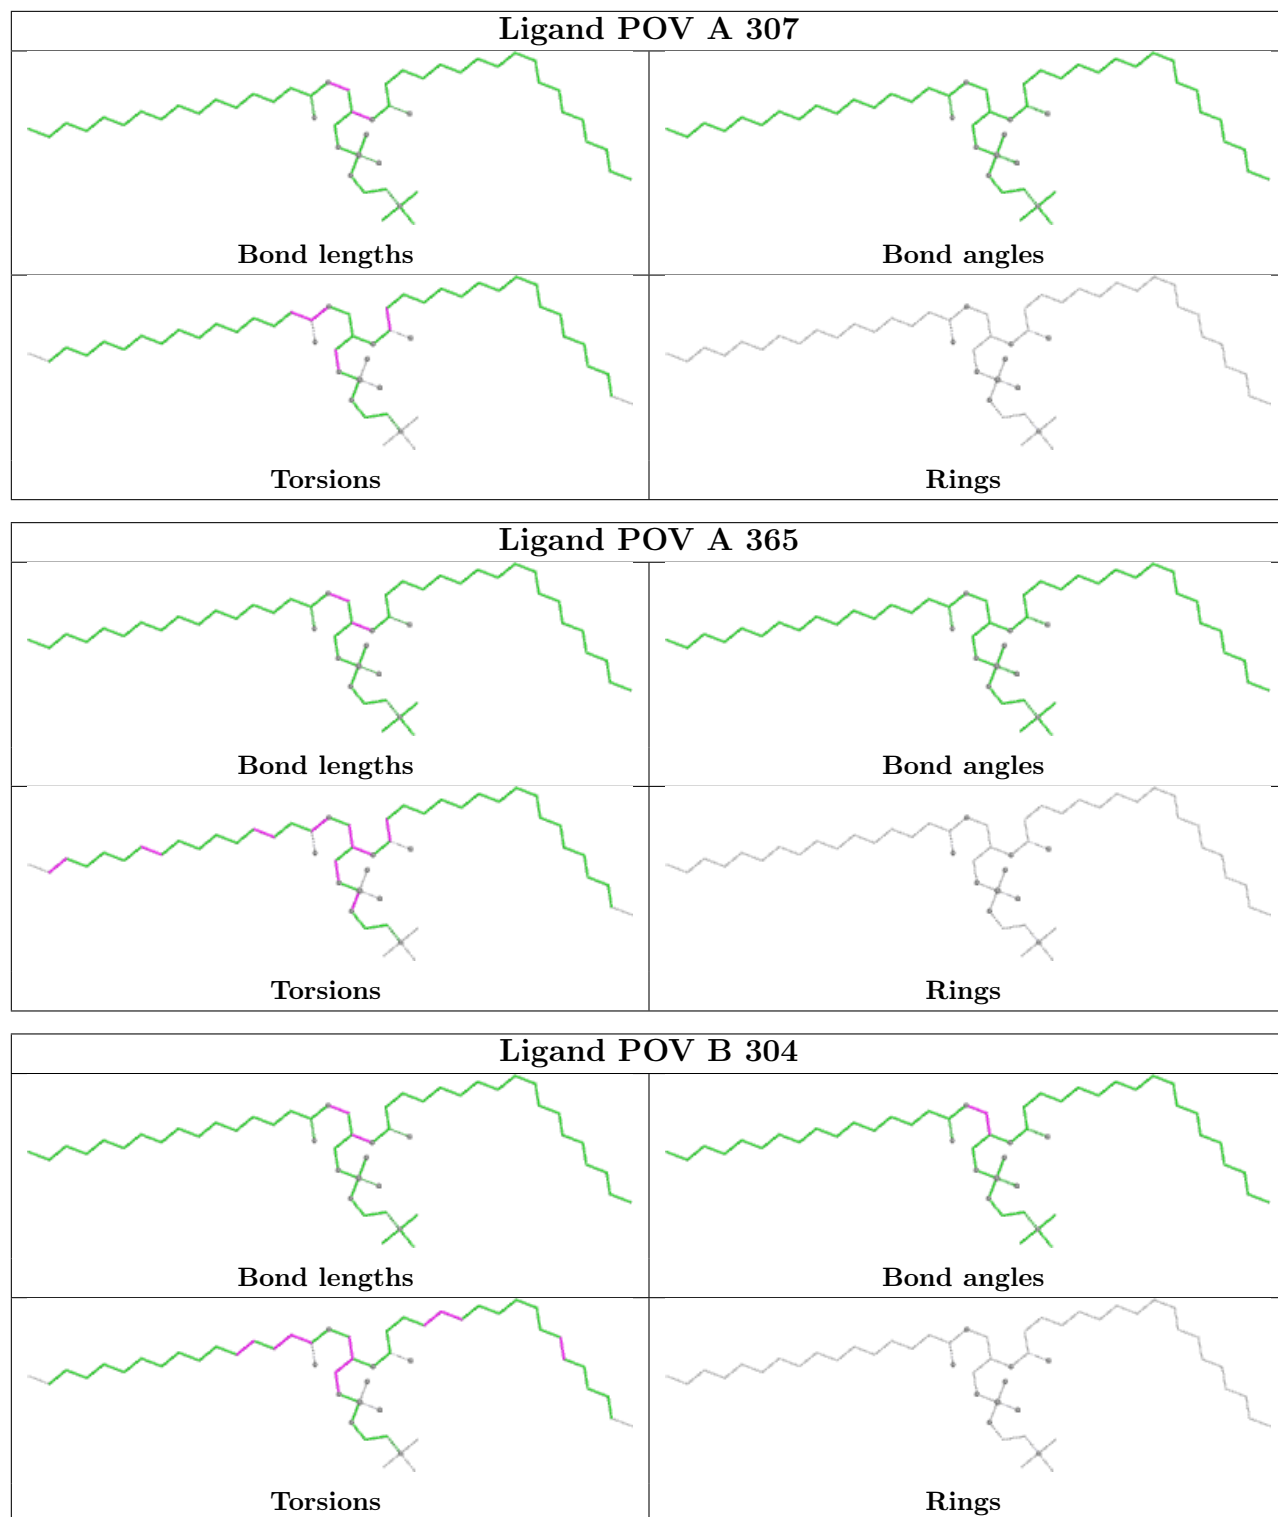 Ligand POV A 307
Bond lengths
Bond angles
Torsions
Rings
Ligand POV A 365
Bond lengths
Bond angles
Torsions
Rings
Ligand POV B 304
Bond lengths
Bond angles
Torsions
Rings